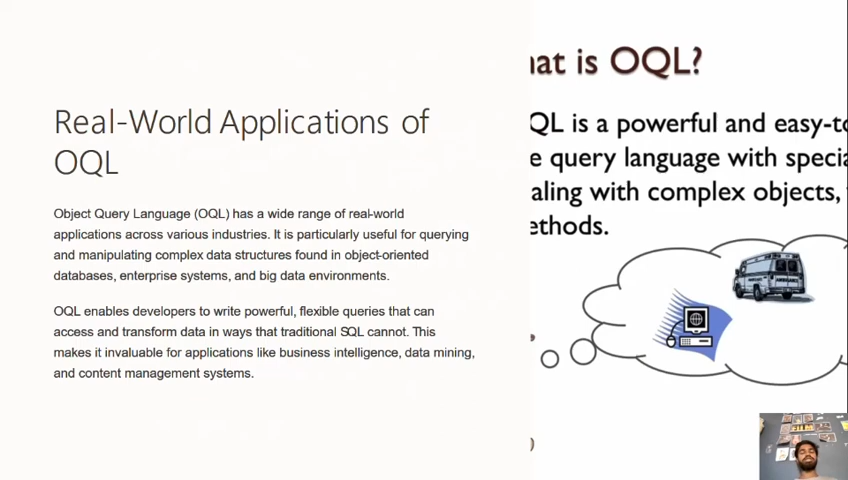 Real-World Applications of
OQL
Object Query Language (OQL) has a wide range of real-world
applications across various industries. It is particularly useful for querying
and manipulating complex data structures found in object-oriented
databases, enterprise systems, and big data environments.
OQL enables developers to write powerful, flexible queries that can
access and transform data in ways that traditional SQL cannot. This
makes it invaluable for applications like business intelligence, data mining,
and content management systems.
at is OQL?
QL is a powerful and easy-to
e query language with specia
aling with complex objects,
ethods.
FILM